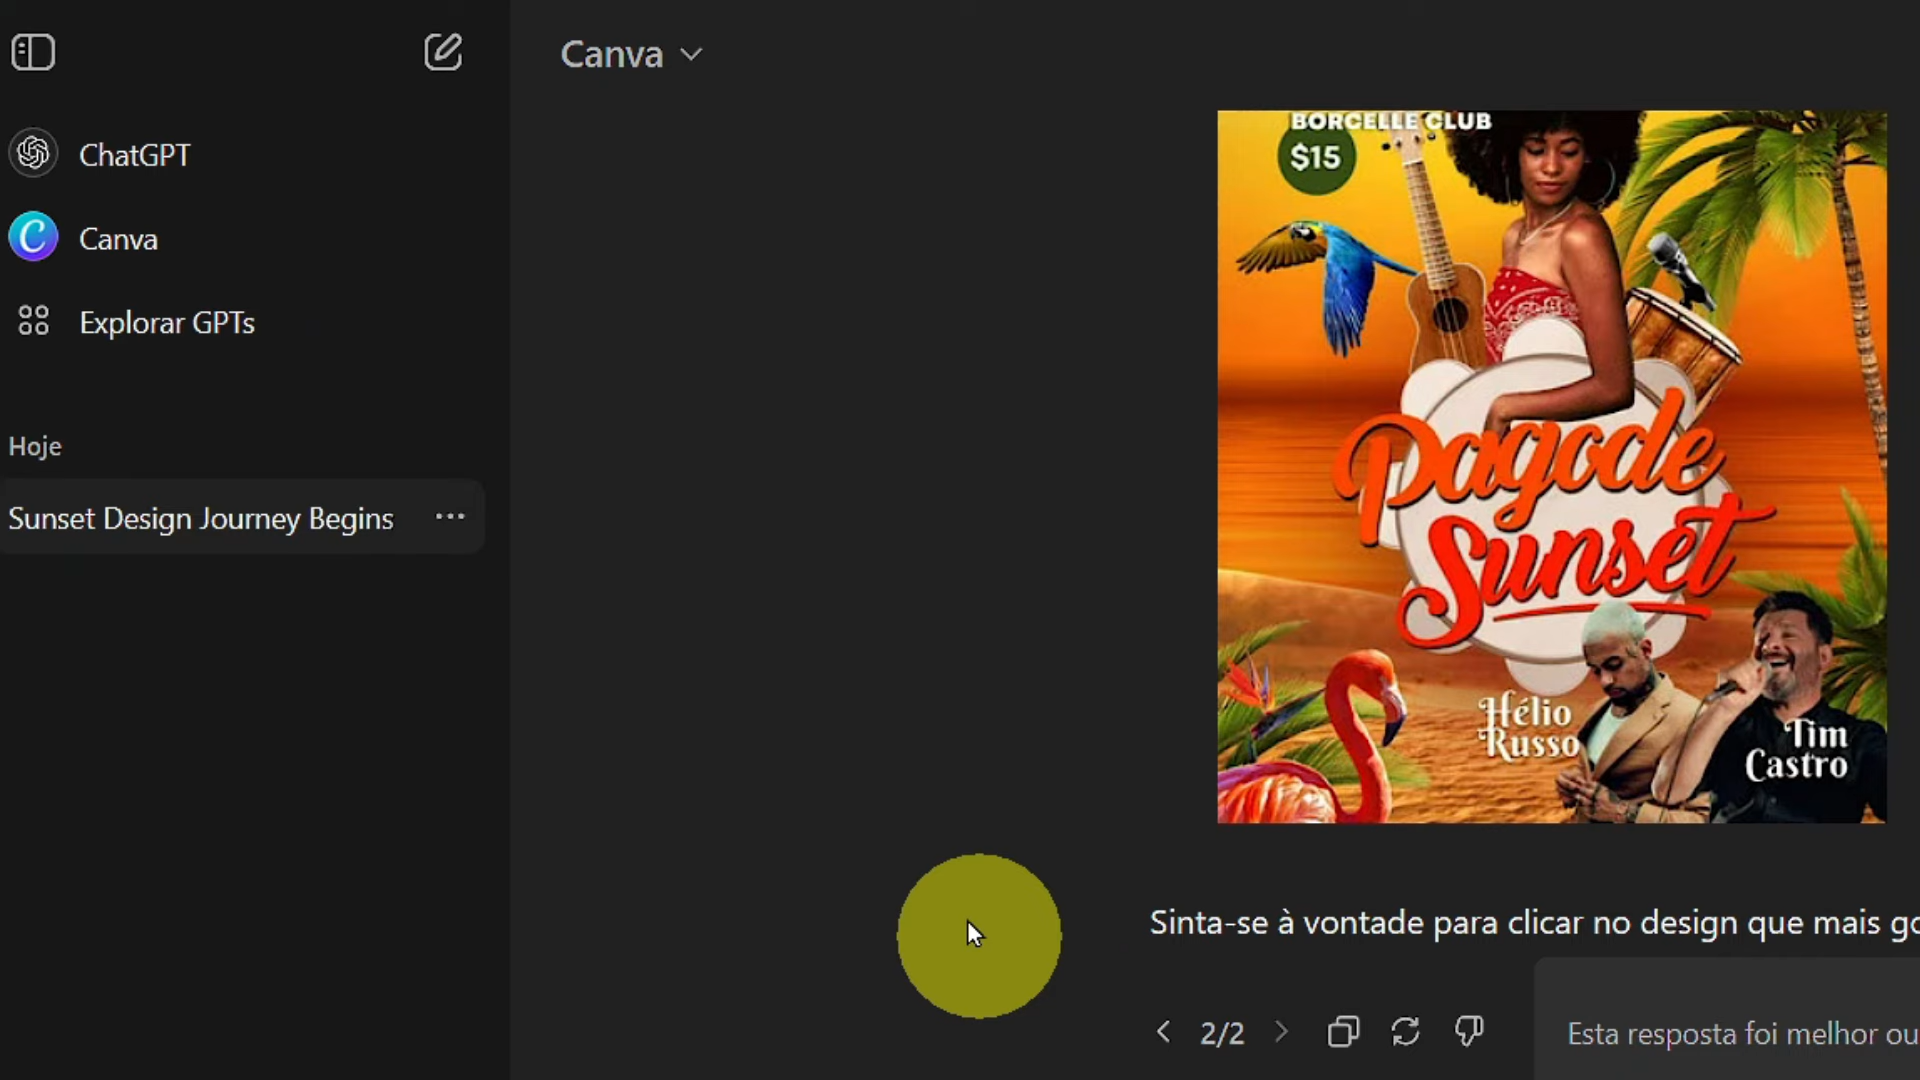 Canva
ChatGPT
Canva
Explorar GPTs
Hoje
Sunset Design Journey Begins
BORCELLE CLUB
$15
Pagode
Sunset
Hélio
Russo
Tim
Castro
Sinta-se à vontade para clicar no design que mais
2/2
Esta resposta foi melhor ou